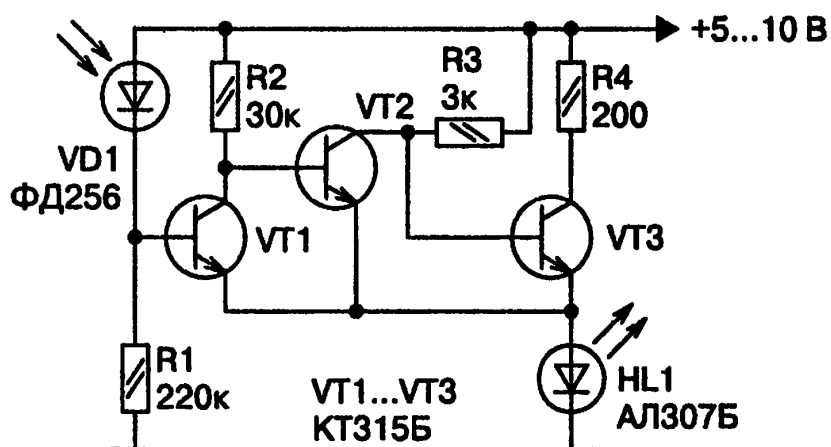 +5...10 В
R2
30к
R3
3к
R4
200
VT2
VD1
ФД256
VT1
VT3
R1
220к
VT1...VT3
КТ315Б
HL1
АЛ307Б